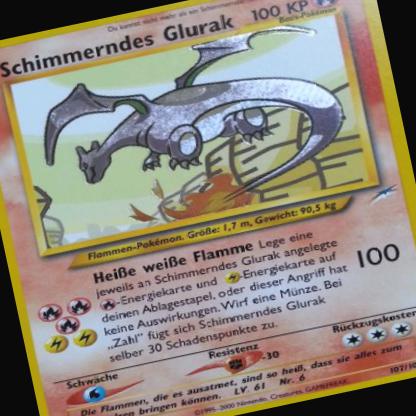 Du kannst nicht mehr als ein Schimmerndes
Schimmerndes Glurak 100 KP
Basis-Pokémon
Flammen-Pokémon. Größe: 1,7 m, Gewicht: 90,5 kg
Heiße weiße Flamme Lege eine
jeweils an Schimmerndes Glurak angelegte
-Energiekarte und -Energiekarte auf
deinen Ablagestapel, oder dieser Angriff hat
keine Auswirkungen. Wirf eine Münze. Bei
„Zahl" fügt sich Schimmerndes Glurak
selber 30 Schadenspunkte zu.
100
Schwäche
Resistenz
-30
Rückzugskosten
Die Flammen, die es ausatmet, sind so heiß, dass sie alles zum
bringen können. LV. 61 Nr. 6
©1995-2000 Nintendo, Creatures, GAMEFREAK.
107/10